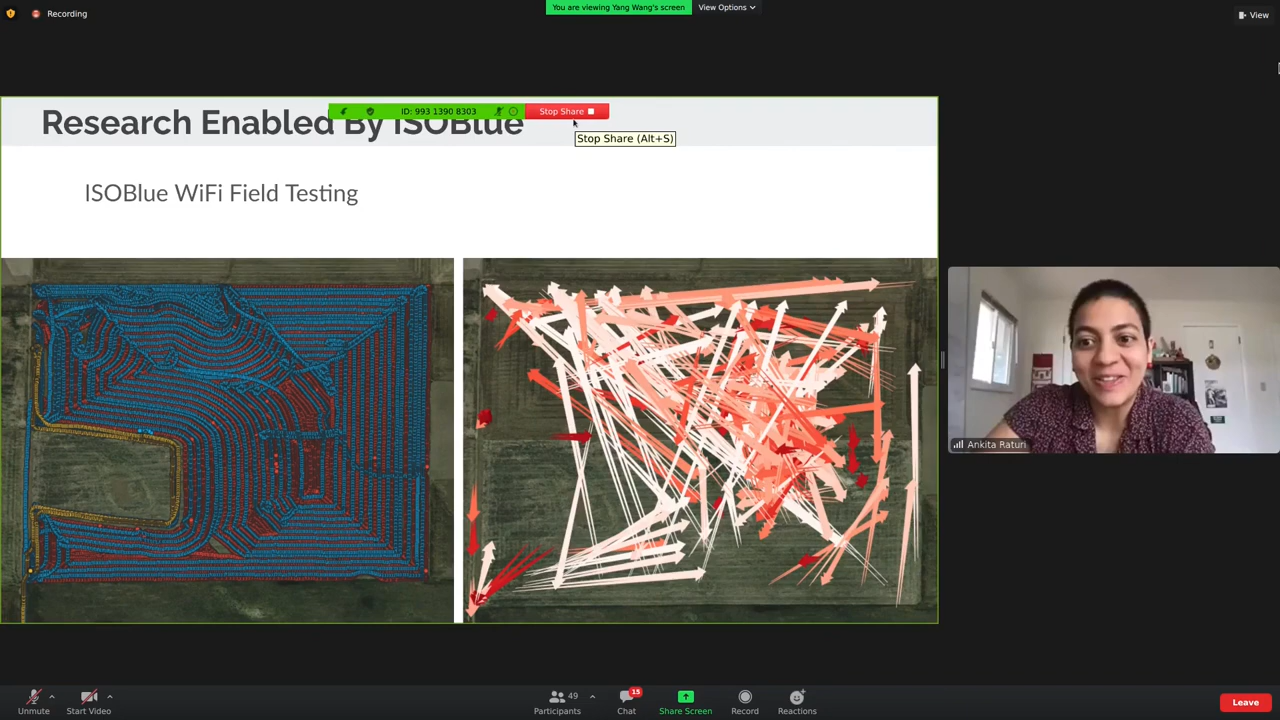 Recording
You are viewing Yang Wang's screen
View Options
View
Research Enabled By ISOBlue
ID: 993 1390 8303
Stop Share
Stop Share (Alt+S)
ISOBlue WiFi Field Testing
Ankita Raturi
Unmute
Start Video
49
Participants
15
Chat
Share Screen
Record
Reactions
Leave